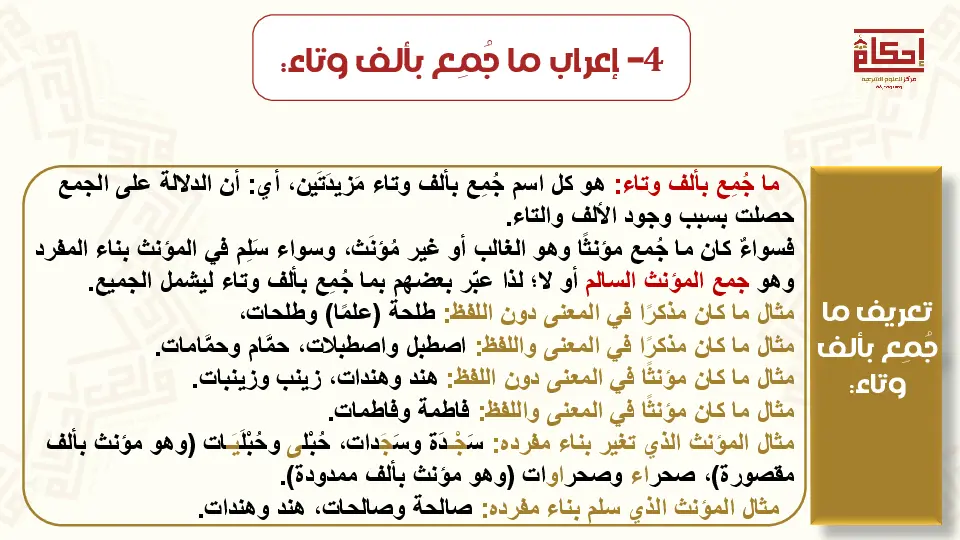 إحكام
مركز للعلوم الشرعية
4- إعراب ما جُمِع بألف وتاء:
تعريف ما
جُمِع بألف
وتاء:
ما جُمِع بألف وتاء: هو كل اسم جُمِع بألف وتاء مَزيدَتَين، أي: أن الدلالة على الجمع
حصلت بسبب وجود الألف والتاء.
فسواءٌ كان ما جُمع مؤنثًا وهو الغالب أو غير مُؤنَث، وسواء سَلِم في المؤنث بناء المفرد
وهو جمع المؤنث السالم أو لا؛ لذا عبّر بعضهم بما جُمِع بألف وتاء ليشمل الجميع.
مثال ما كان مذكرًا في المعنى دون اللفظ: طلحة (علمًا) وطلحات،
مثال ما كان مذكرًا في المعنى واللفظ: اصطبل واصطبلات، حمَّام وحمَّامات.
مثال ما كان مؤنثًا في المعنى دون اللفظ: هند وهندات، زينب وزينبات.
مثال ما كان مؤنثًا في المعنى واللفظ: فاطمة وفاطمات.
مثال المؤنث الذي تغير بناء مفرده: سَجْـدَة وسَجَدات، حُبْلى وحُبْلَيَـات (وهو مؤنث بألف
مقصورة)، صحراء وصحراوات (وهو مؤنث بألف ممدودة).
مثال المؤنث الذي سلم بناء مفرده: صالحة وصالحات، هند وهندات.